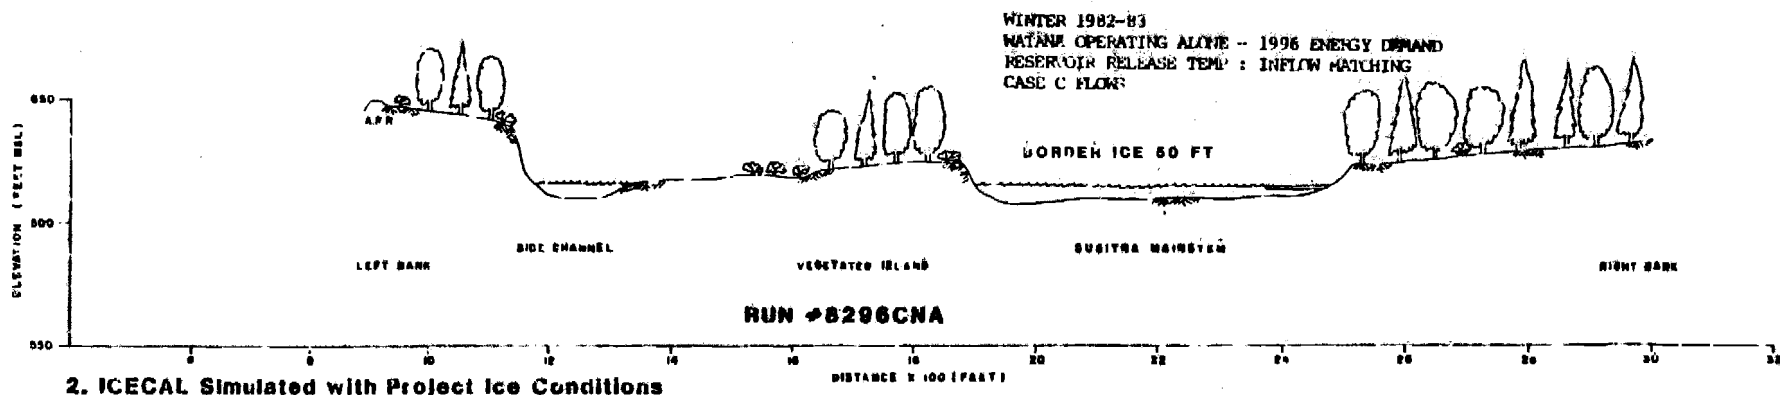 WINTER 1982-83
WATANA OPERATING ALONE - 1996 ENERGY DEMAND
RESERVOIR RELEASE TEMP : INFLOW MATCHING
CASE C FLOWS
650
A.R.R
BORDER ICE 50 FT
ELEVATION (FEET MSL)
600
SIDE CHANNEL
SUSITNA MAINSTEM
LEFT BANK
VEGETATED ISLAND
RIGHT BANK
RUN #8296CNA
550
6 8 10 12 14 16 18 20 22 24 26 28 30 32
DISTANCE X 100 (FEET)
2. ICECAL Simulated with Project Ice Conditions